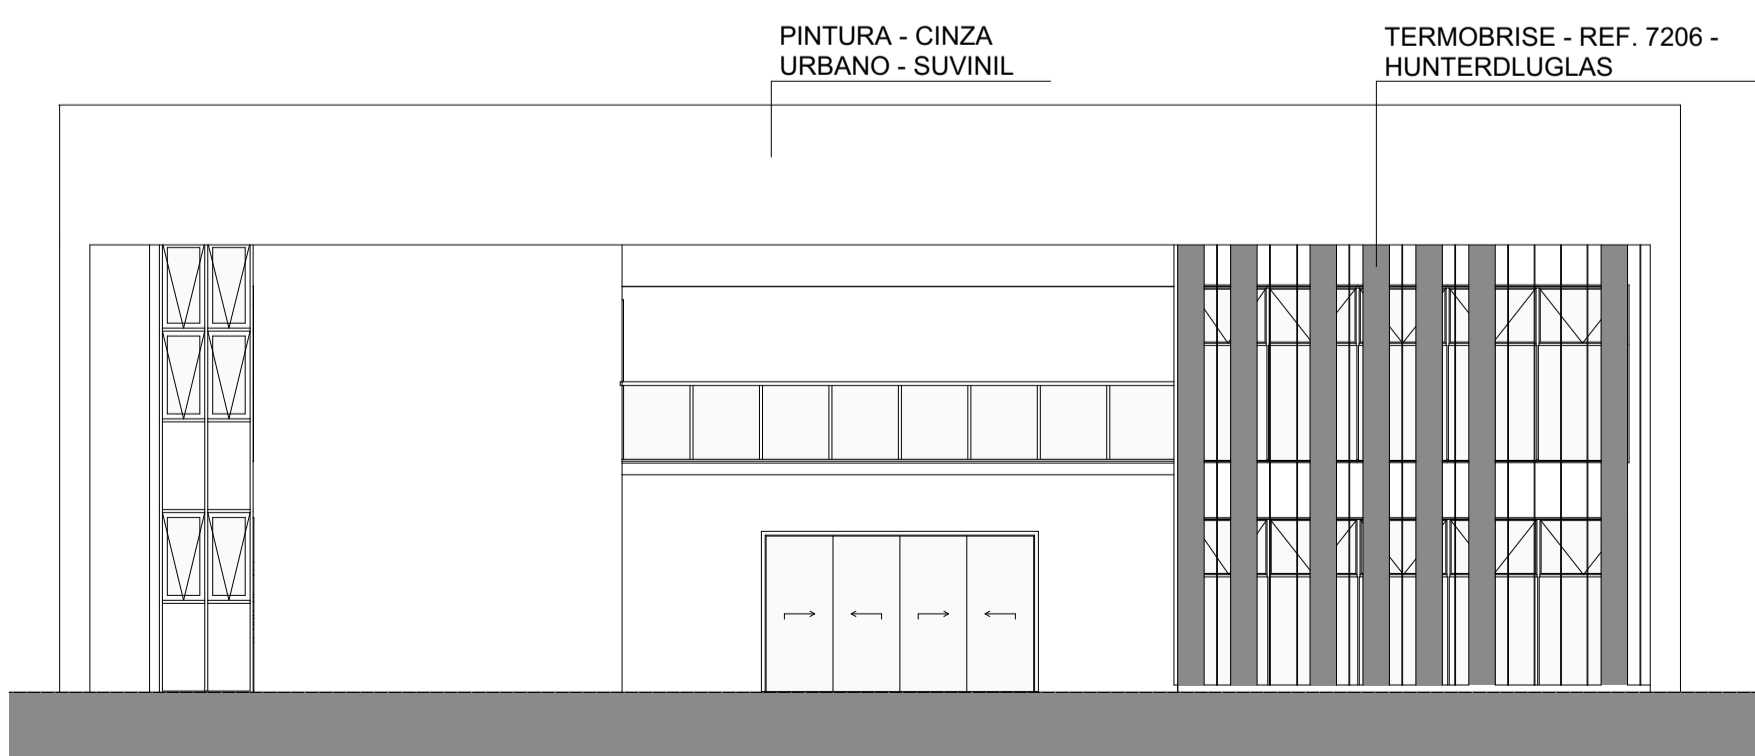 PINTURA - CINZA
URBANO - SUVINIL
TERMOBRISE - REF. 7206 -
HUNTERDLUGLAS